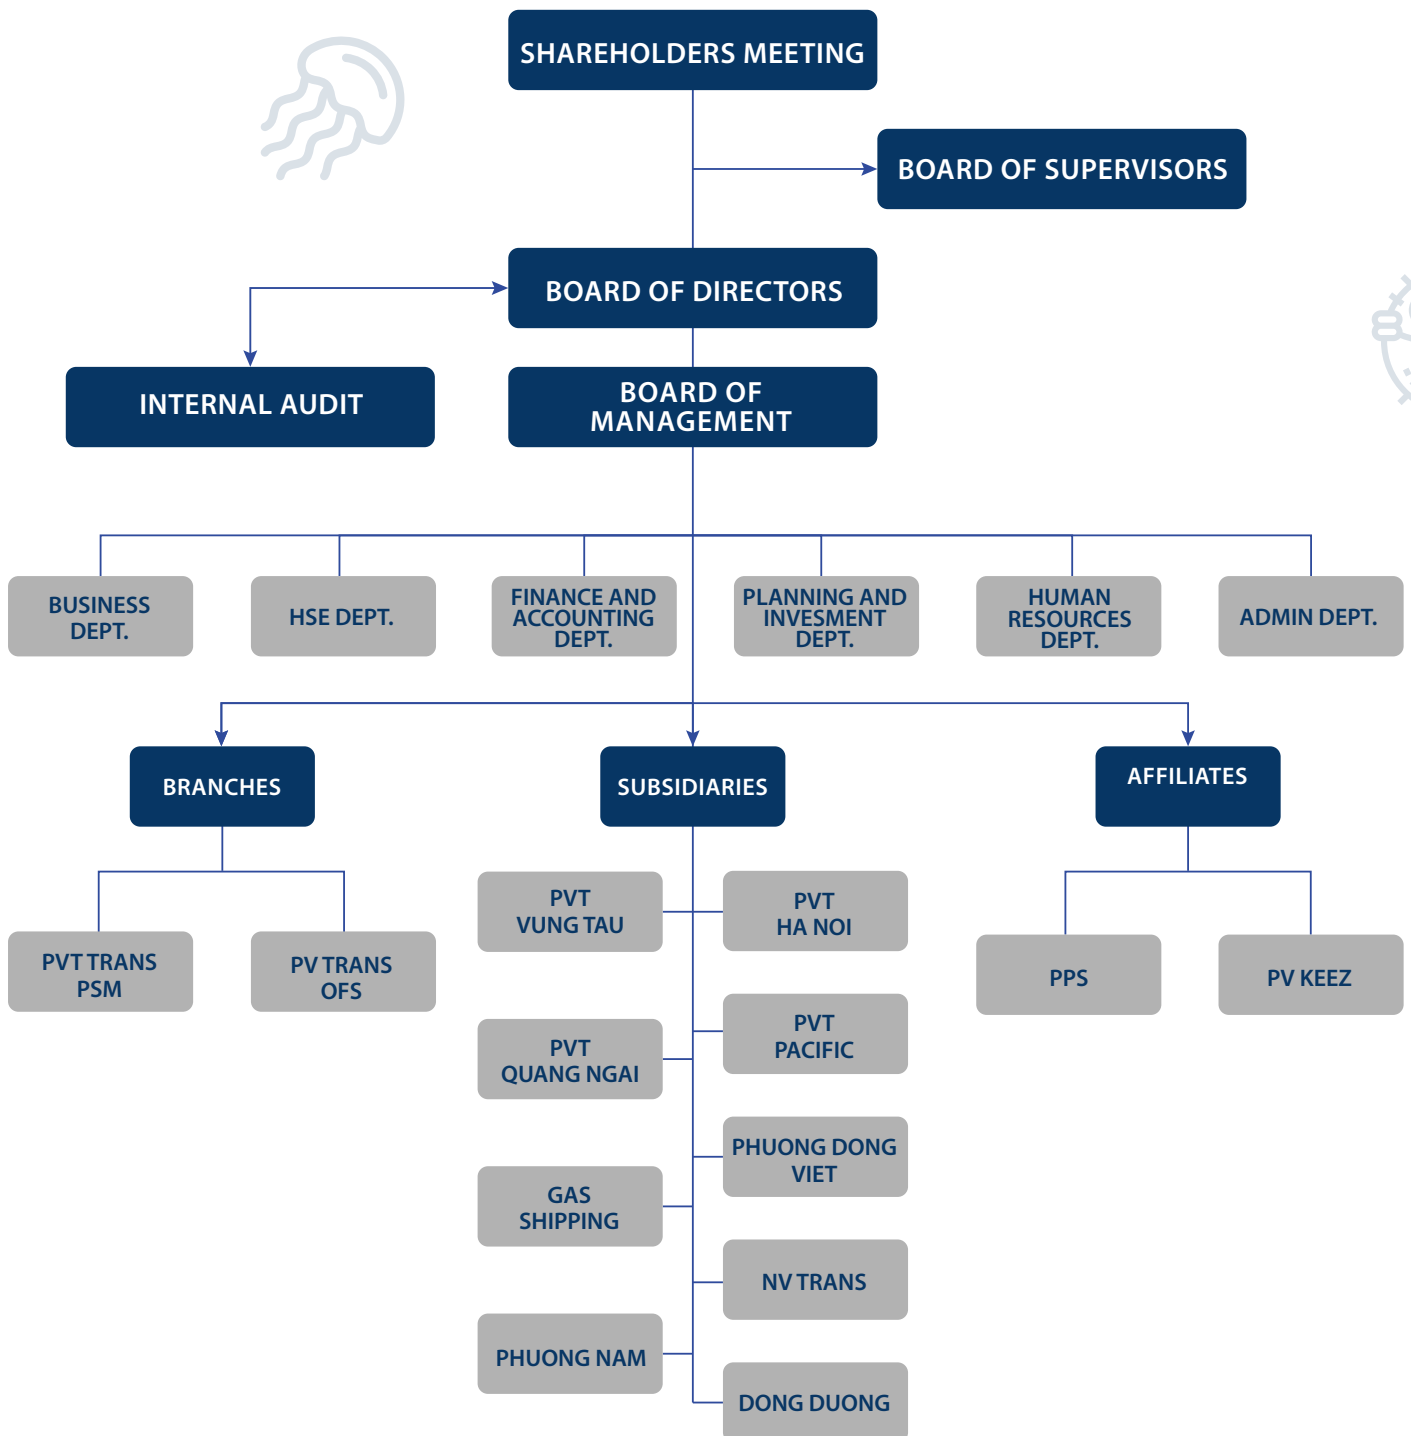 SHAREHOLDERS MEETING
BOARD OF SUPERVISORS
BOARD OF DIRECTORS
INTERNAL AUDIT
BOARD OF
MANAGEMENT
BUSINESS
DEPT.
HSE DEPT.
FINANCE AND
ACCOUNTING
DEPT.
PLANNING AND
INVESMENT
DEPT.
HUMAN
RESOURCES
DEPT.
ADMIN DEPT.
BRANCHES
SUBSIDIARIES
AFFILIATES
PVT TRANS
PSM
PV TRANS
OFS
PVT
VUNG TAU
PVT
HA NOI
PPS
PV KEEZ
PVT
QUANG NGAI
PVT
PACIFIC
PHUONG DONG
VIET
GAS
SHIPPING
NV TRANS
PHUONG NAM
DONG DUONG